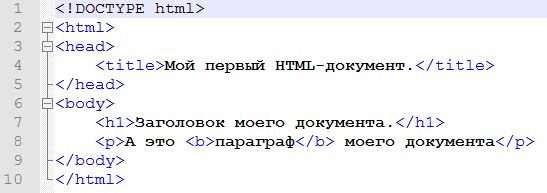 1 <!DOCTYPE html>
2 <html>
3 <head>
4 <title>Мой первый HTML-документ.</title>
5 </head>
6 <body>
7 <h1>Заголовок моего документа.</h1>
8 <p>А это <b>параграф</b> моего документа</p>
9 </body>
10 </html>